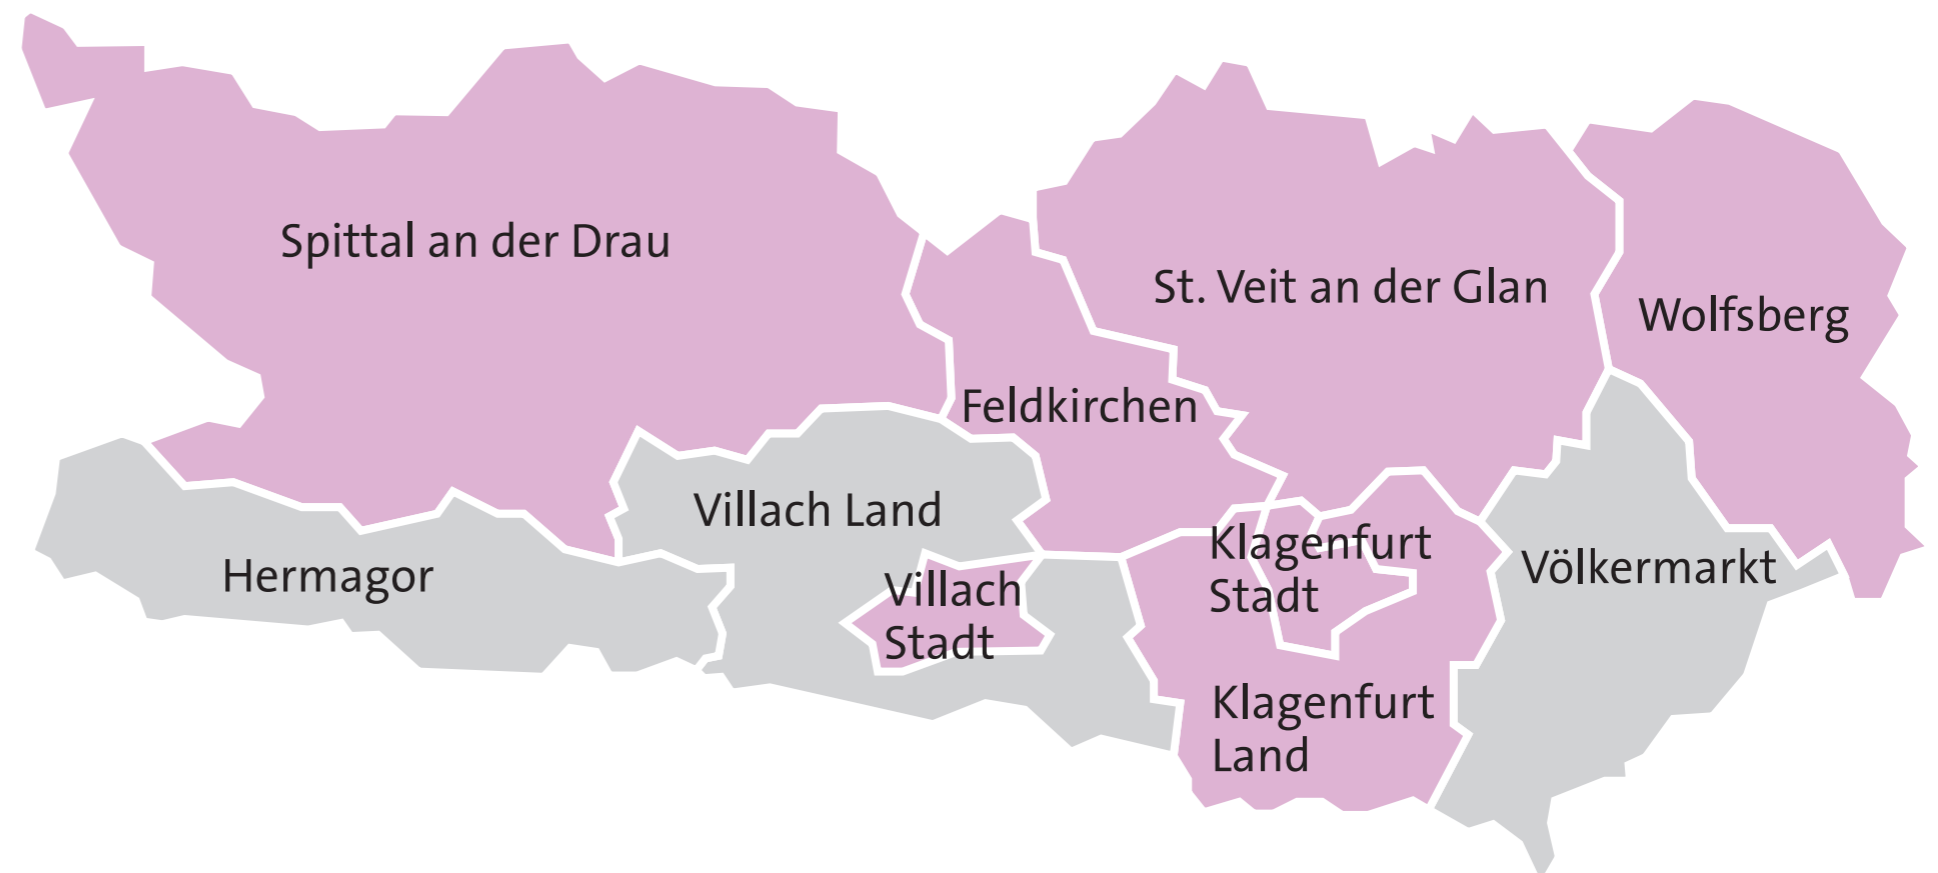 Spittal an der Drau
St. Veit an der Glan
Wolfsberg
Feldkirchen
Villach Land
Hermagor
Klagenfurt
Stadt
Völkermarkt
Villach
Stadt
Klagenfurt
Land